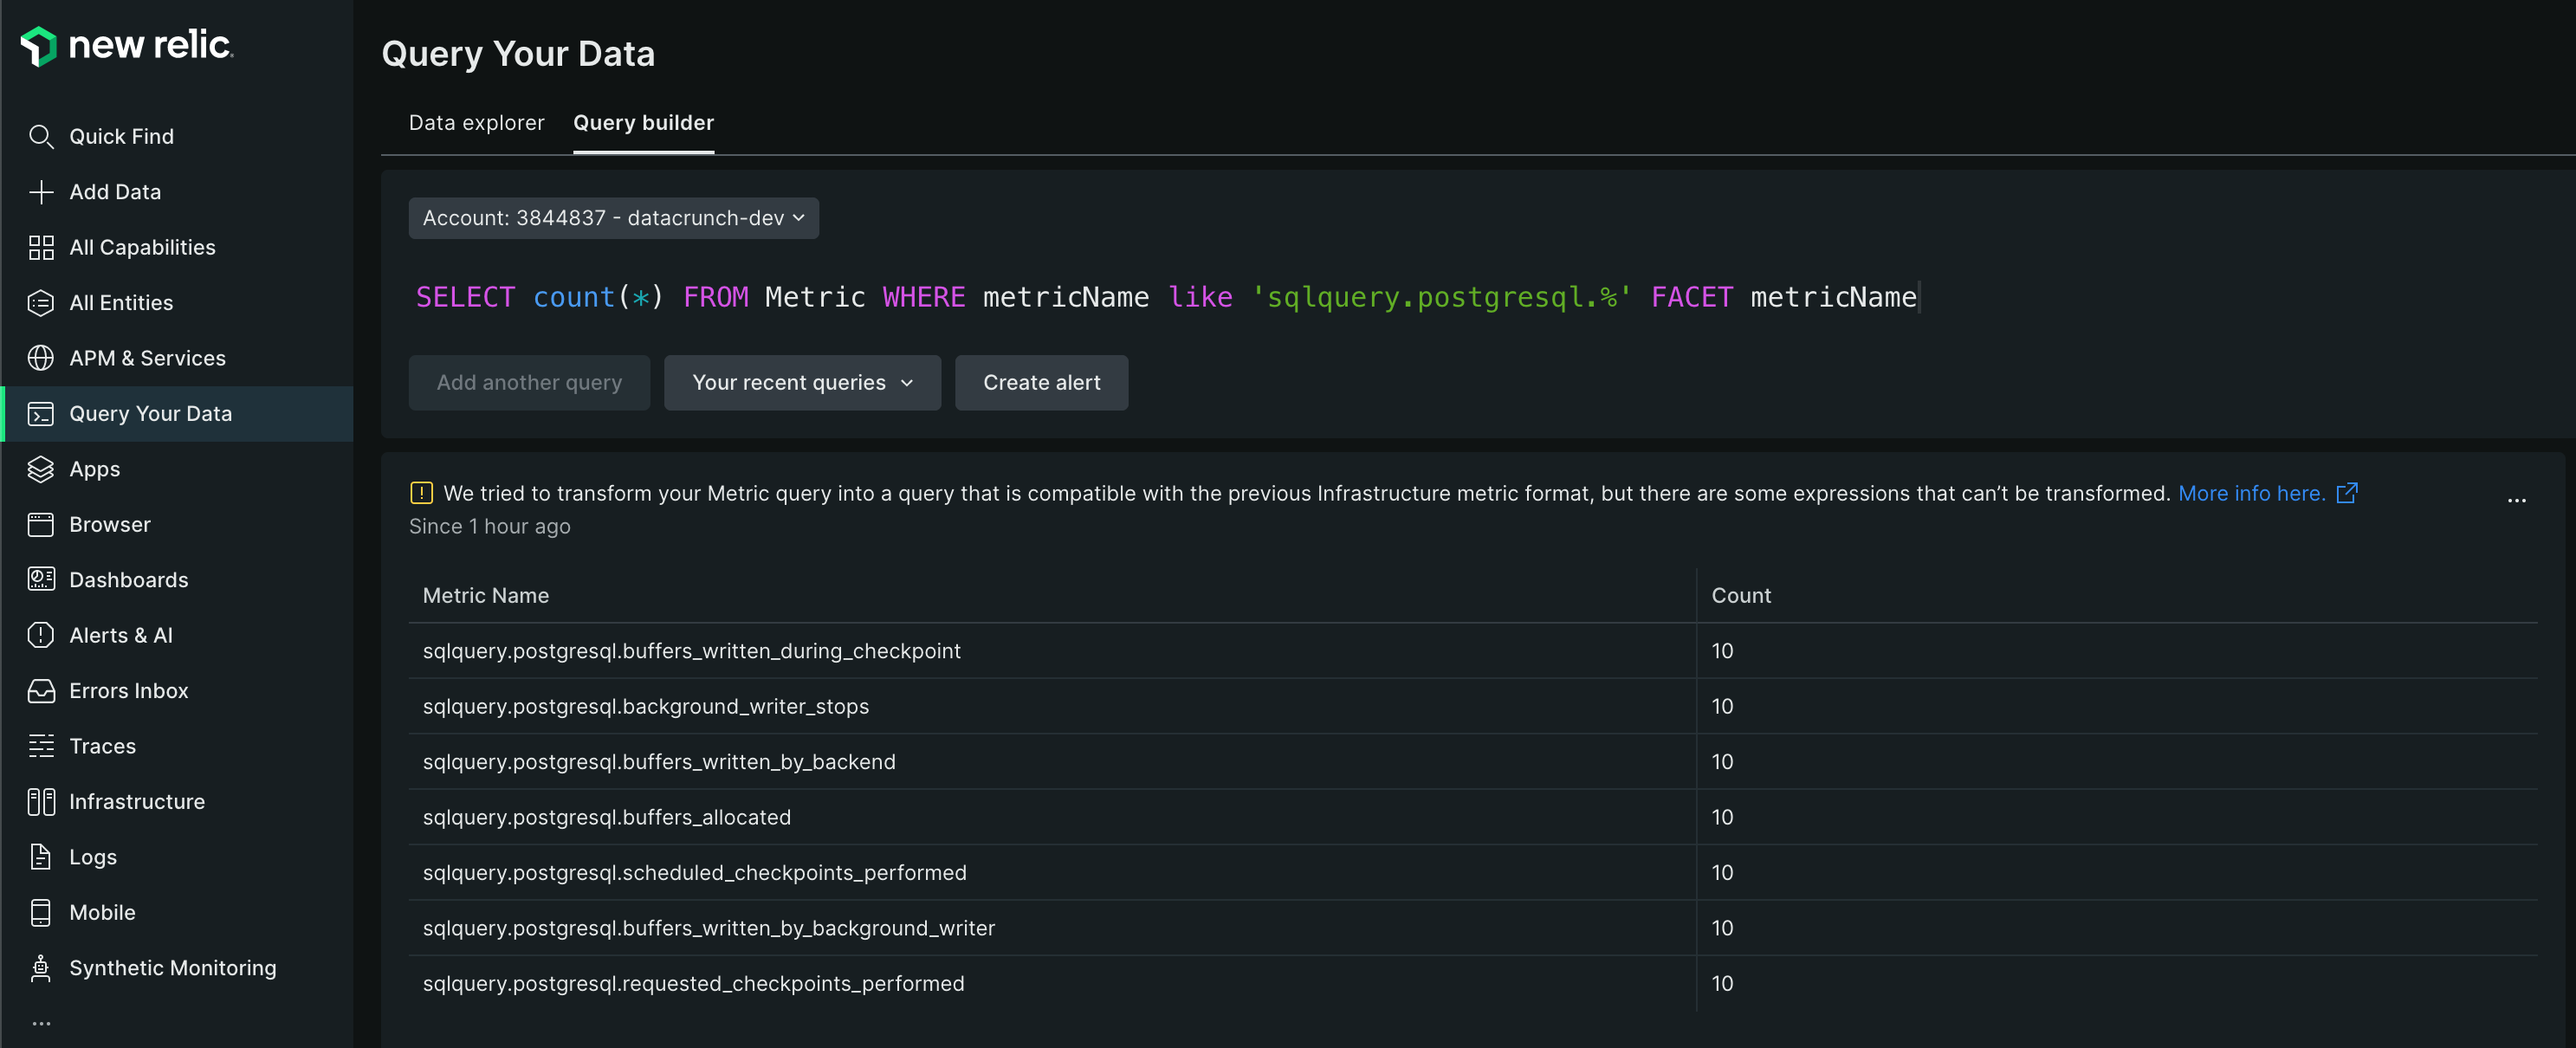 new relic.
Query Your Data
Data explorer Query builder
Account: 3844837 - datacrunch-dev
SELECT count(*) FROM Metric WHERE metricName like 'sqlquery.postgresql.%' FACET metricName
Add another query Your recent queries Create alert
We tried to transform your Metric query into a query that is compatible with the previous Infrastructure metric format, but there are some expressions that can't be transformed. More info here.
...
Since 1 hour ago
Metric Name Count
sqlquery.postgresql.buffers_written_during_checkpoint 10
sqlquery.postgresql.background_writer_stops 10
sqlquery.postgresql.buffers_written_by_backend 10
sqlquery.postgresql.buffers_allocated 10
sqlquery.postgresql.scheduled_checkpoints_performed 10
sqlquery.postgresql.buffers_written_by_background_writer 10
sqlquery.postgresql.requested_checkpoints_performed 10
Quick Find
Add Data
All Capabilities
All Entities
APM & Services
Query Your Data
Apps
Browser
Dashboards
Alerts & AI
Errors Inbox
Traces
Infrastructure
Logs
Mobile
Synthetic Monitoring
...